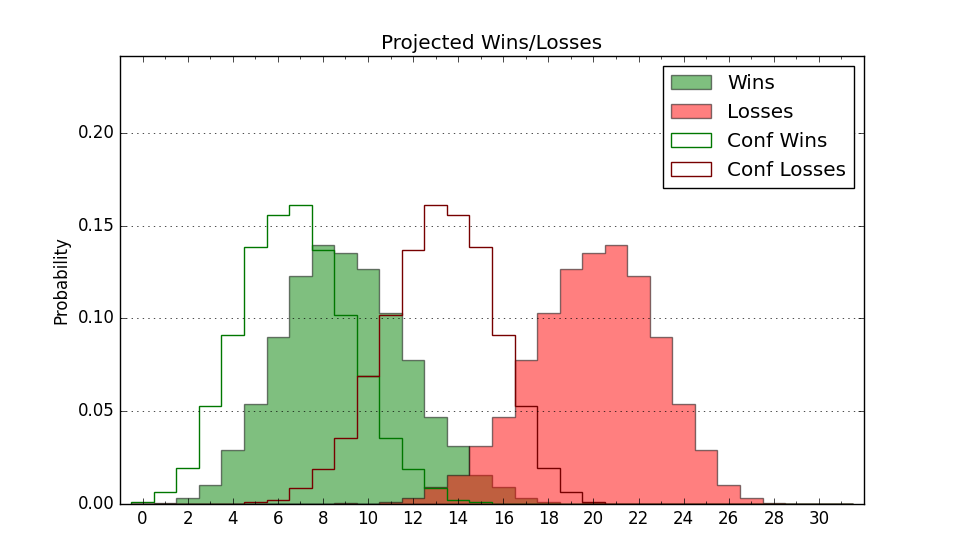 Projected Wins/Losses
Wins
Losses
Conf Wins
Conf Losses
Probability
0.20
0.15
0.10
0.05
0.00
0 2 4 6 8 10 12 14 16 18 20 22 24 26 28 30